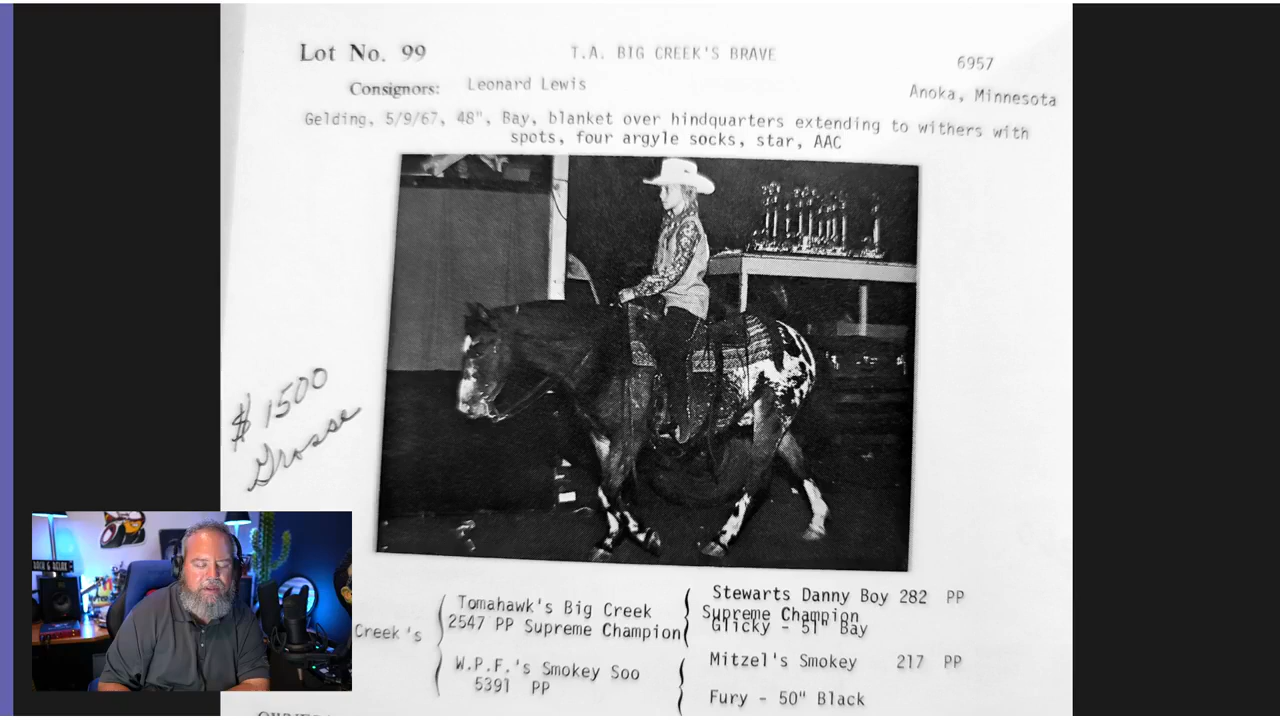 Lot No. 99 T.A. BIG CREEK'S BRAVE 6957
Consignors: Leonard Lewis Anoka, Minnesota
Gelding, 5/9/67, 48", Bay, blanket over hindquarters extending to withers with
spots, four argyle socks, star, AAC
$1500
Grosse
ROCK & RELAX
Creek's
Tomahawk's Big Creek
2547 PP Supreme Champion
W.P.F.'s Smokey Soo
5391 PP
Stewarts Danny Boy 282 PP
Supreme Champion
Glicky - 51" Bay
Mitzel's Smokey 217 PP
Fury - 50" Black